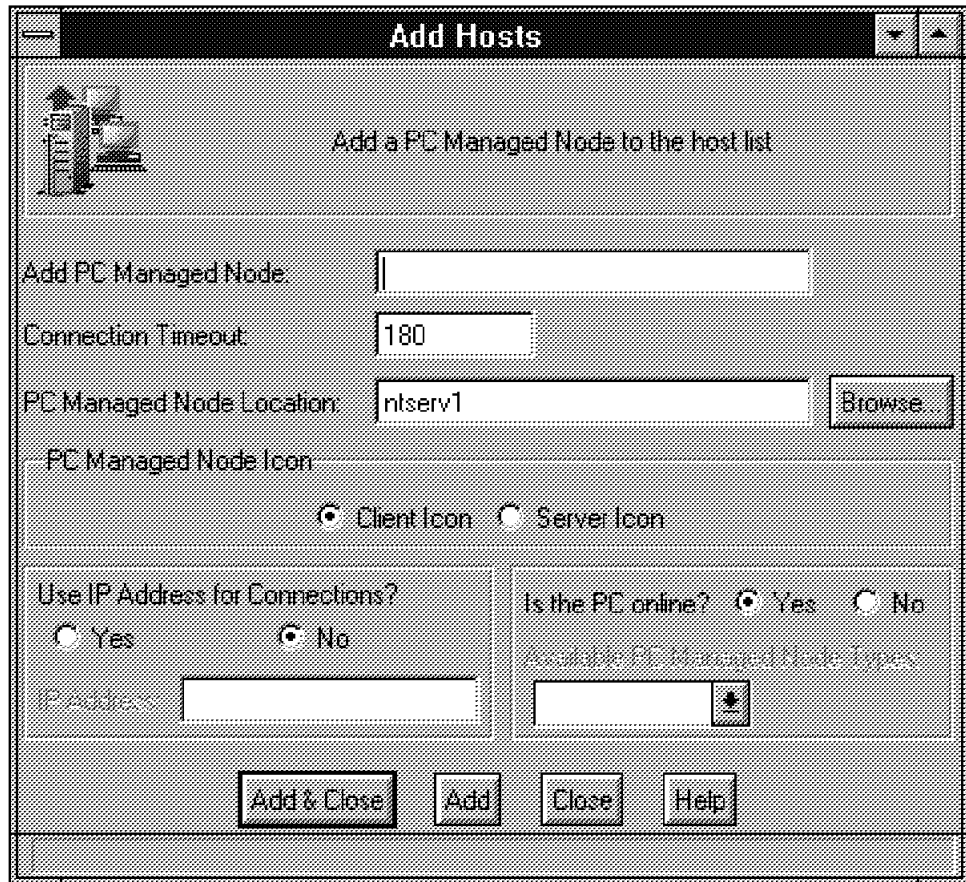 Add Hosts
Add a PC Managed Node to the host list
Add PC Managed Node:
Connection Timeout: 180
PC Managed Node Location: ntserv1 Browse...
PC Managed Node Icon
Client Icon Server Icon
Use IP Address for Connections?
Yes No
IP Address:
Is the PC online? Yes No
Available PC Managed Node Types:
Add & Close Add Close Help